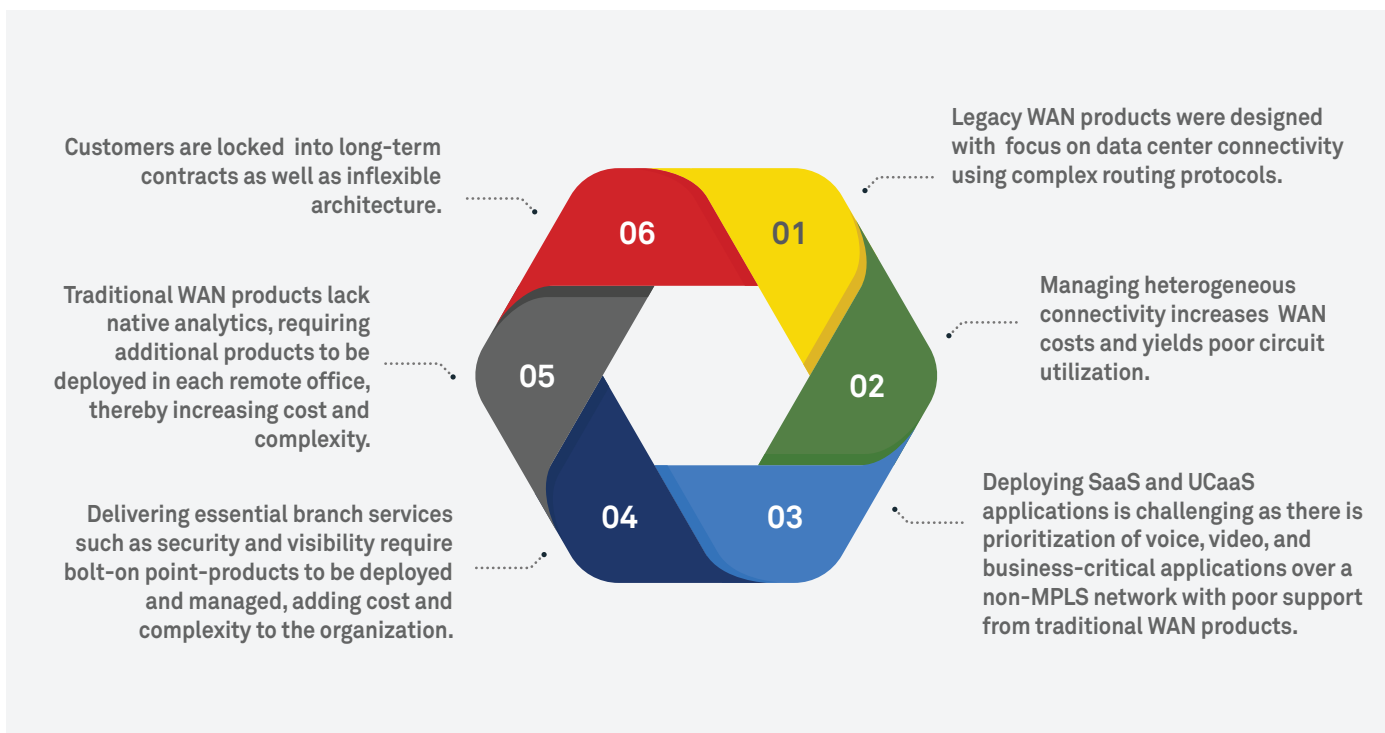 01
Legacy WAN products were designed
with focus on data center connectivity
using complex routing protocols.
02
Managing heterogeneous
connectivity increases WAN
costs and yields poor circuit
utilization.
03
Deploying SaaS and UCaaS
applications is challenging as there is
prioritization of voice, video, and
business-critical applications over a
non-MPLS network with poor support
from traditional WAN products.
04
Delivering essential branch services
such as security and visibility require
bolt-on point-products to be deployed
and managed, adding cost and
complexity to the organization.
05
Traditional WAN products lack
native analytics, requiring
additional products to be
deployed in each remote office,
thereby increasing cost and
complexity.
06
Customers are locked into long-term
contracts as well as inflexible
architecture.